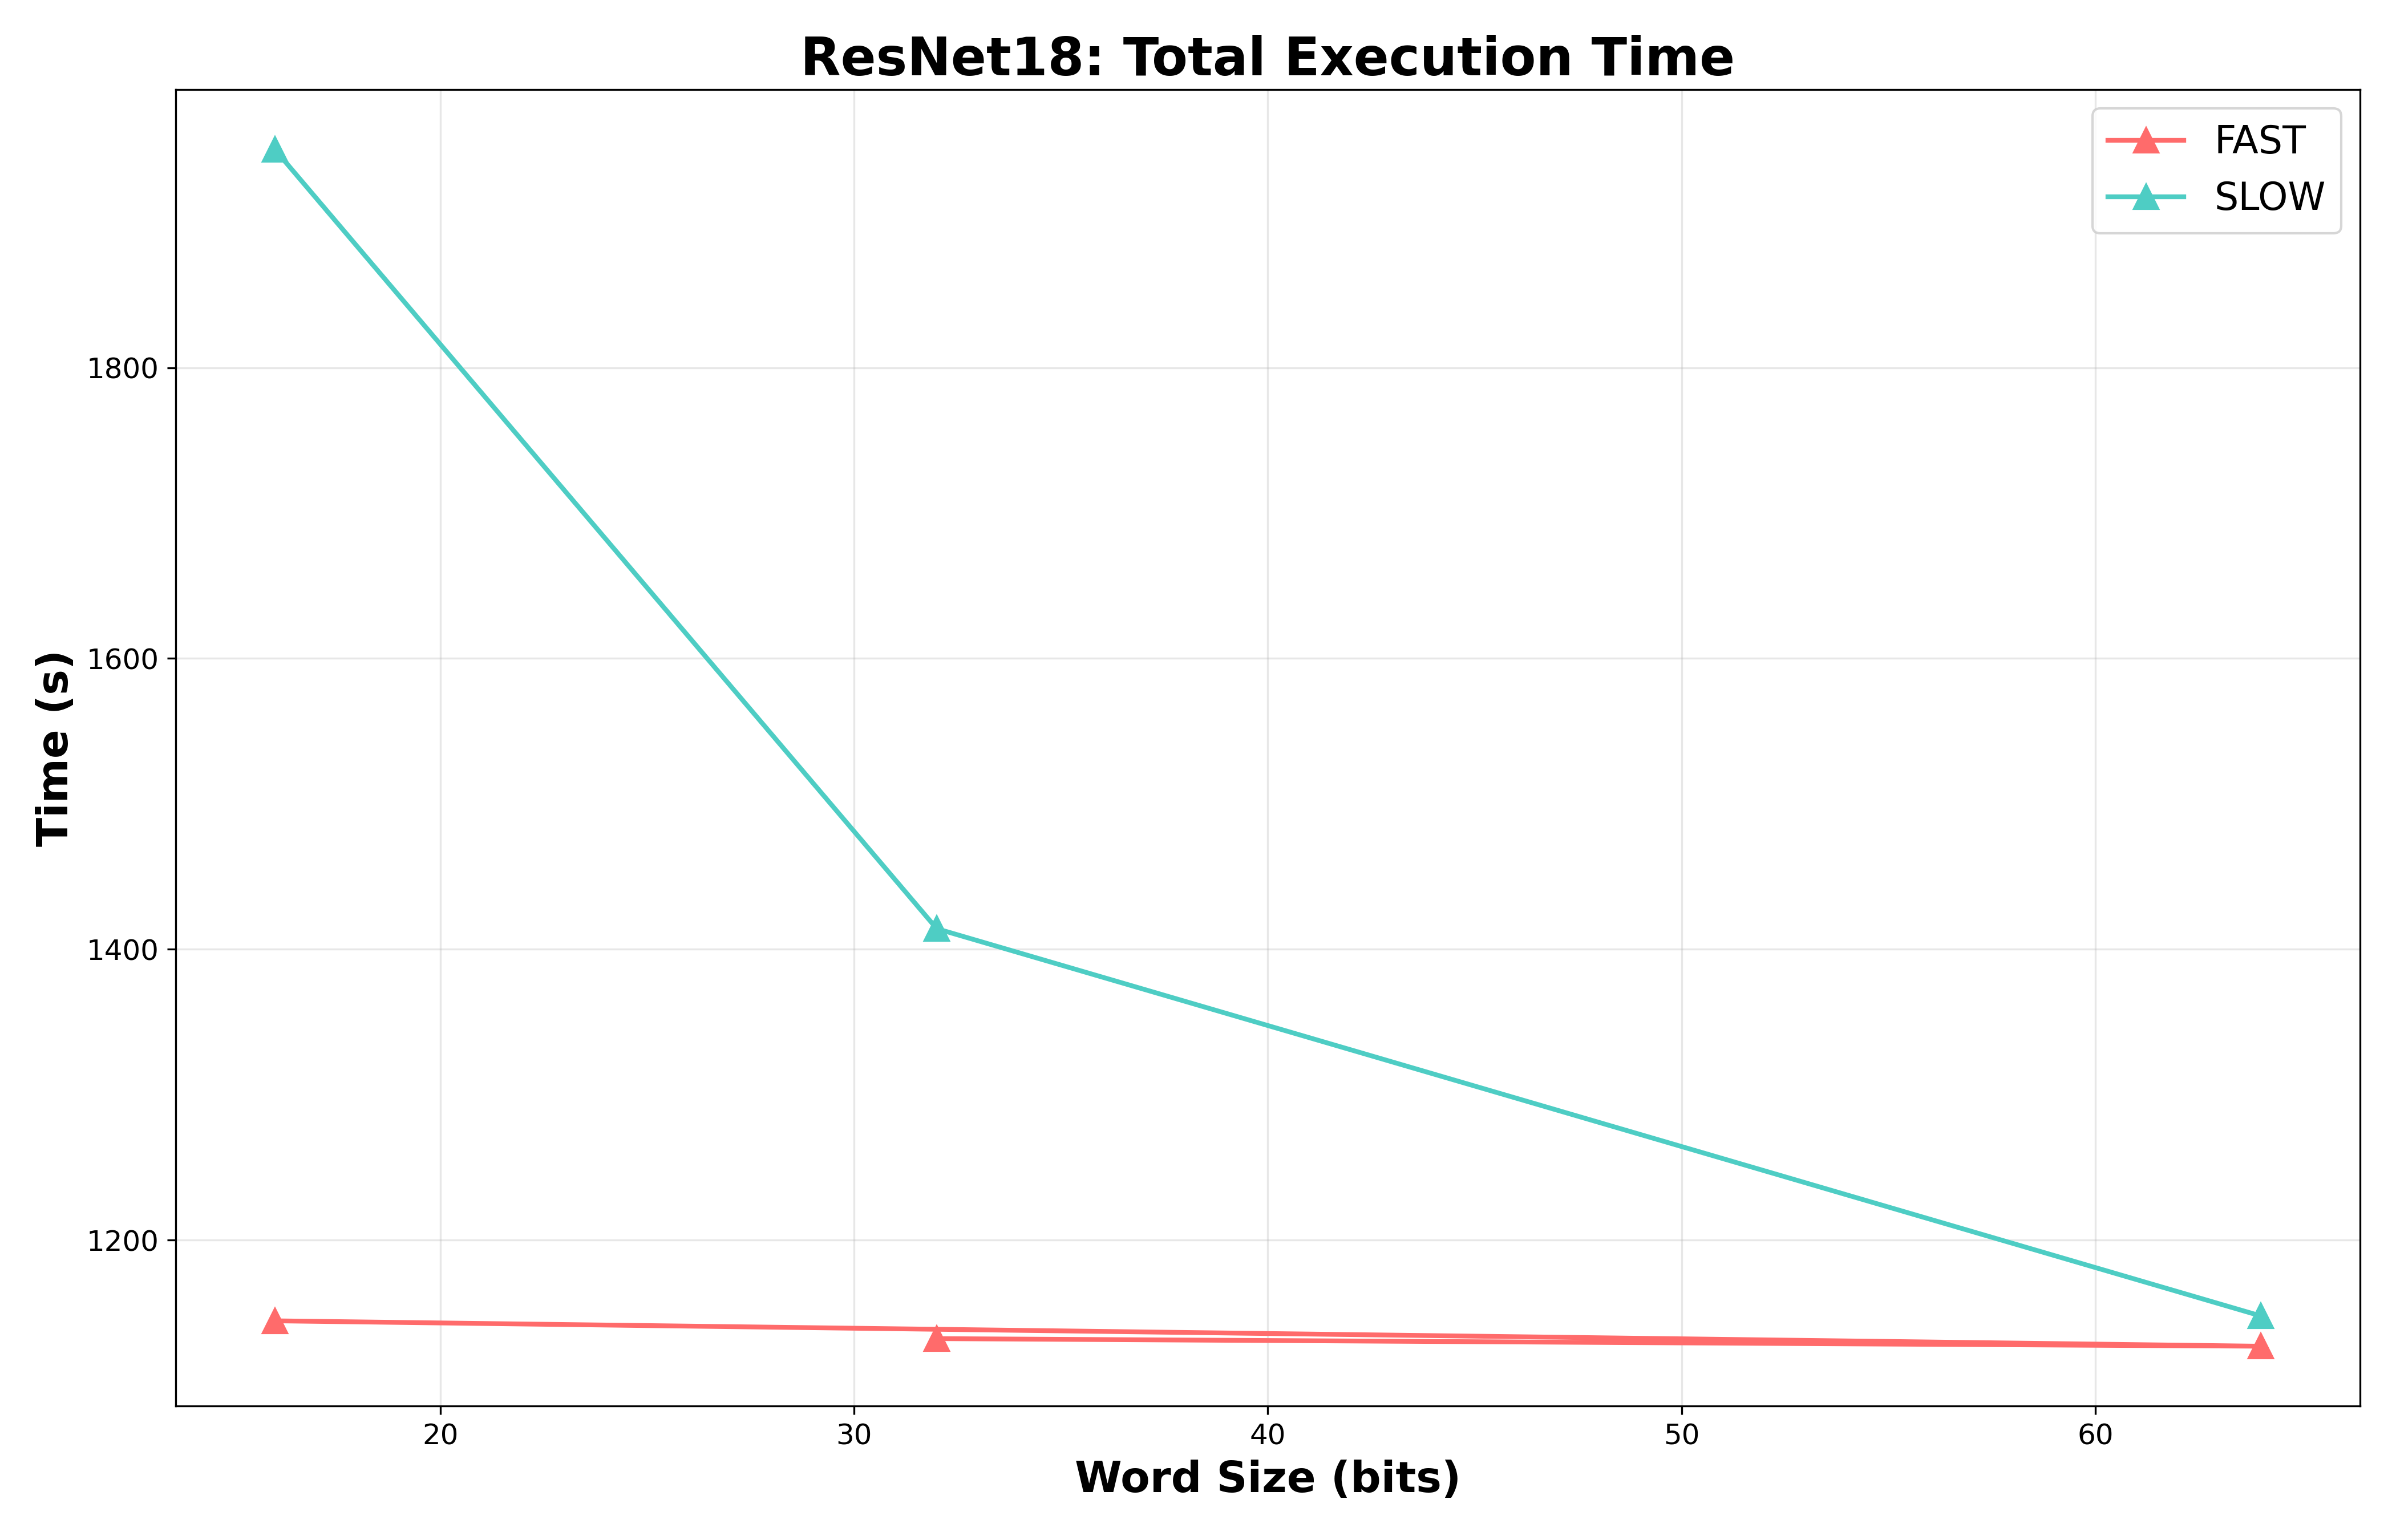 ResNet18: Total Execution Time
FAST
SLOW
1800
1600
1400
1200
Time (s)
20 30 40 50 60
Word Size (bits)